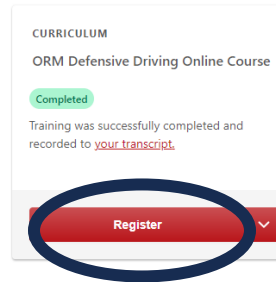 CURRICULUM
ORM Defensive Driving Online Course
Completed
Training was successfully completed and
recorded to your transcript.
Register